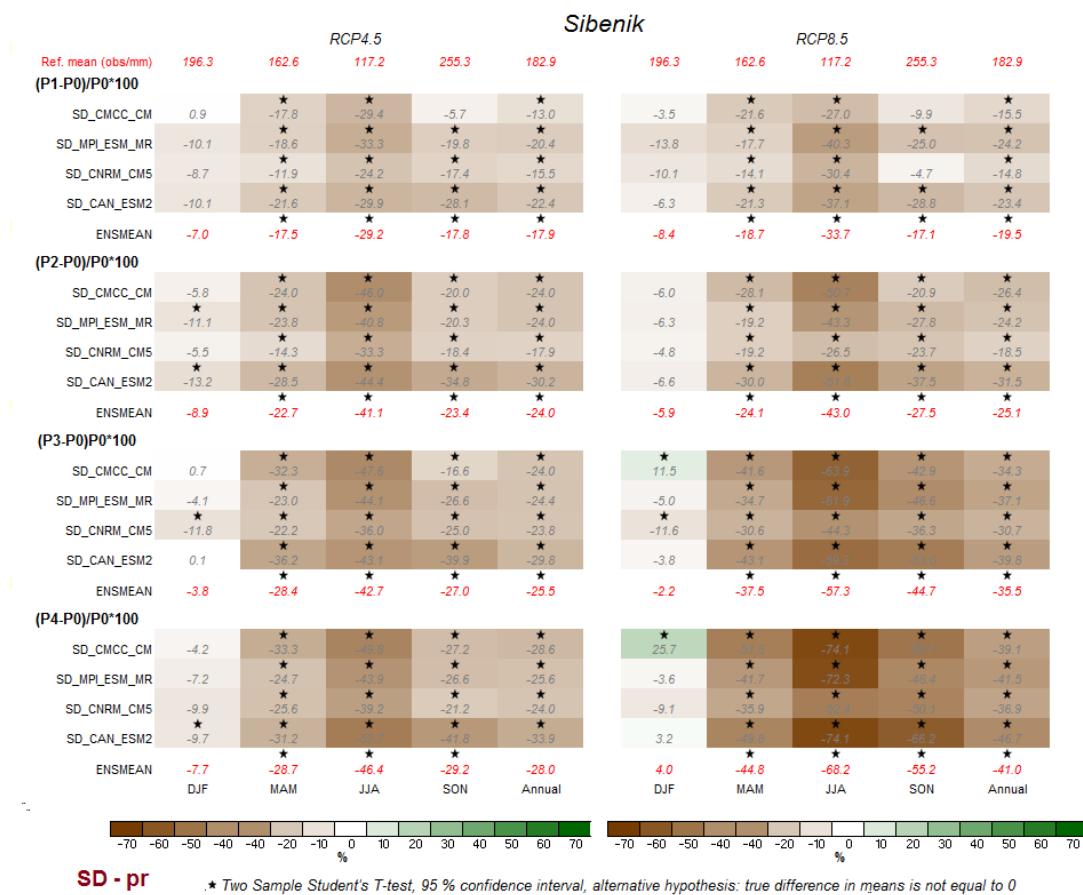 Sibenik
RCP4.5 RCP8.5
Ref. mean (obs/mm) 196.3 162.6 117.2 255.3 182.9 196.3 162.6 117.2 255.3 182.9
(P1-P0)/P0*100
SD_CMCC_CM 0.9 -17.8 -29.4 -5.7 -13.0 -3.5 -21.6 -27.0 -9.9 -15.5
SD_MPI_ESM_MR -10.1 -18.6 -33.3 -19.8 -20.4 -13.8 -17.7 -40.3 -25.0 -24.2
SD_CNRM_CM5 -8.7 -11.9 -24.2 -17.4 -15.5 -10.1 -14.1 -30.4 -4.7 -14.8
SD_CAN_ESM2 -10.1 -21.6 -29.9 -28.1 -22.4 -6.3 -21.3 -37.1 -28.8 -23.4
ENSMEAN -7.0 -17.5 -29.2 -17.8 -17.9 -8.4 -18.7 -33.7 -17.1 -19.5
(P2-P0)/P0*100
SD_CMCC_CM -5.8 -24.0 -46.0 -20.0 -24.0 -6.0 -28.1 -50.7 -20.9 -26.4
SD_MPI_ESM_MR -11.1 -23.8 -40.8 -20.3 -24.0 -6.3 -19.2 -43.3 -27.8 -24.2
SD_CNRM_CM5 -5.5 -14.3 -33.3 -18.4 -17.9 -4.8 -19.2 -26.5 -23.7 -18.5
SD_CAN_ESM2 -13.2 -28.5 -44.4 -34.8 -30.2 -6.6 -30.0 -37.5 -31.5
ENSMEAN -8.9 -22.7 -41.1 -23.4 -24.0 -5.9 -24.1 -43.0 -27.5 -25.1
(P3-P0)P0*100
SD_CMCC_CM 0.7 -32.3 -47.6 -16.6 -24.0 11.5 -41.6 -63.9 -42.9 -34.3
SD_MPI_ESM_MR -4.1 -23.0 -44.1 -26.6 -24.4 -5.0 -34.7 -61.9 -46.6 -37.1
SD_CNRM_CM5 -11.8 -22.2 -36.0 -25.0 -23.8 -11.6 -30.6 -44.3 -36.3 -30.7
SD_CAN_ESM2 0.1 -36.2 -43.1 -39.9 -29.8 -3.8 -43.1 -39.8
ENSMEAN -3.8 -28.4 -42.7 -27.0 -25.5 -2.2 -37.5 -57.3 -44.7 -35.5
(P4-P0)/P0*100
SD_CMCC_CM -4.2 -33.3 -49.8 -27.2 -28.6 25.7 -74.1 -39.1
SD_MPI_ESM_MR -7.2 -24.7 -43.9 -26.6 -25.6 -3.6 -41.7 -72.3 -46.4 -41.5
SD_CNRM_CM5 -9.9 -25.6 -39.2 -21.2 -24.0 -9.1 -35.9 -50.1 -36.9
SD_CAN_ESM2 -9.7 -31.2 -41.8 -33.9 3.2 -49.8 -74.1 -66.2 -46.7
ENSMEAN -7.7 -28.7 -46.4 -29.2 -28.0 4.0 -44.8 -68.2 -55.2 -41.0
DJF MAM JJA SON Annual DJF MAM JJA SON Annual
-70 -60 -50 -40 -30 -20 -10 0 10 20 30 40 50 60 70 -70 -60 -50 -40 -30 -20 -10 0 10 20 30 40 50 60 70
% %
SD - pr
★ Two Sample Student's T-test, 95 % confidence interval, alternative hypothesis: true difference in means is not equal to 0